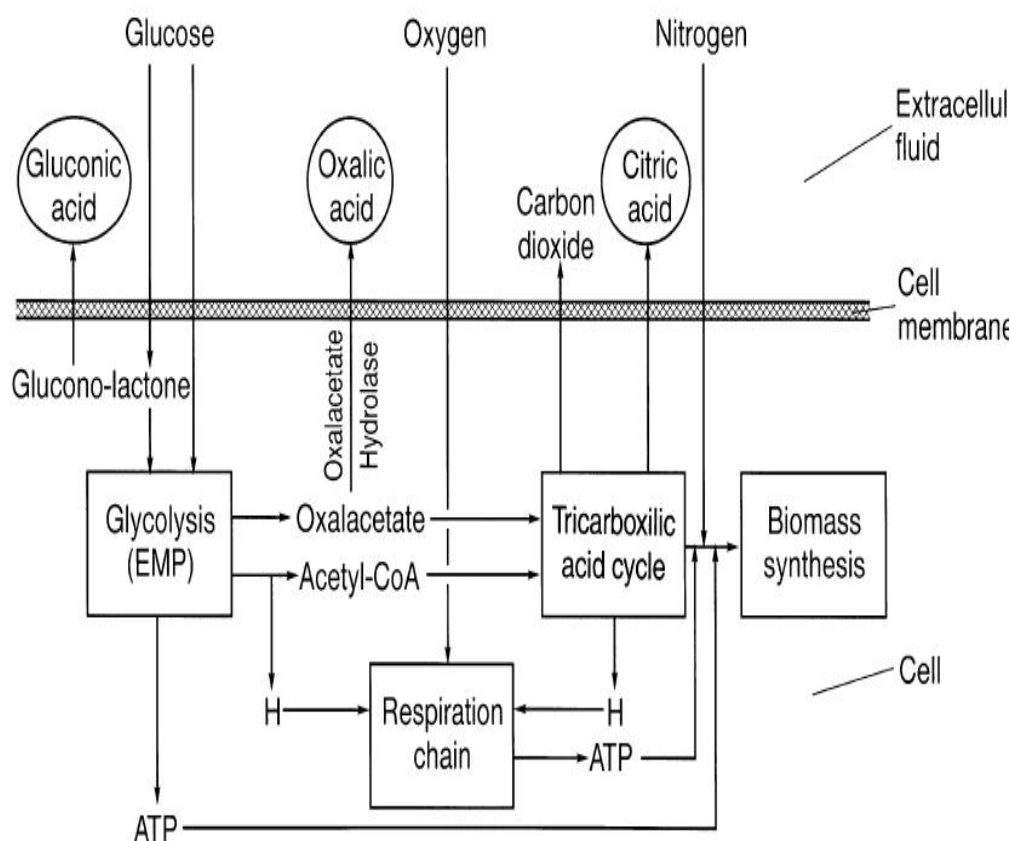 Glucose
Oxygen
Nitrogen
Extracellul
fluid
Gluconic
acid
Oxalic
acid
Carbon
dioxide
Citric
acid
Cell
membrane
Glucono-lactone
Oxalacetate
Hydrolase
Glycolysis
(EMP)
Oxalacetate
Acetyl-CoA
Tricarboxilic
acid cycle
Biomass
synthesis
Cell
H
Respiration
chain
H
ATP
ATP